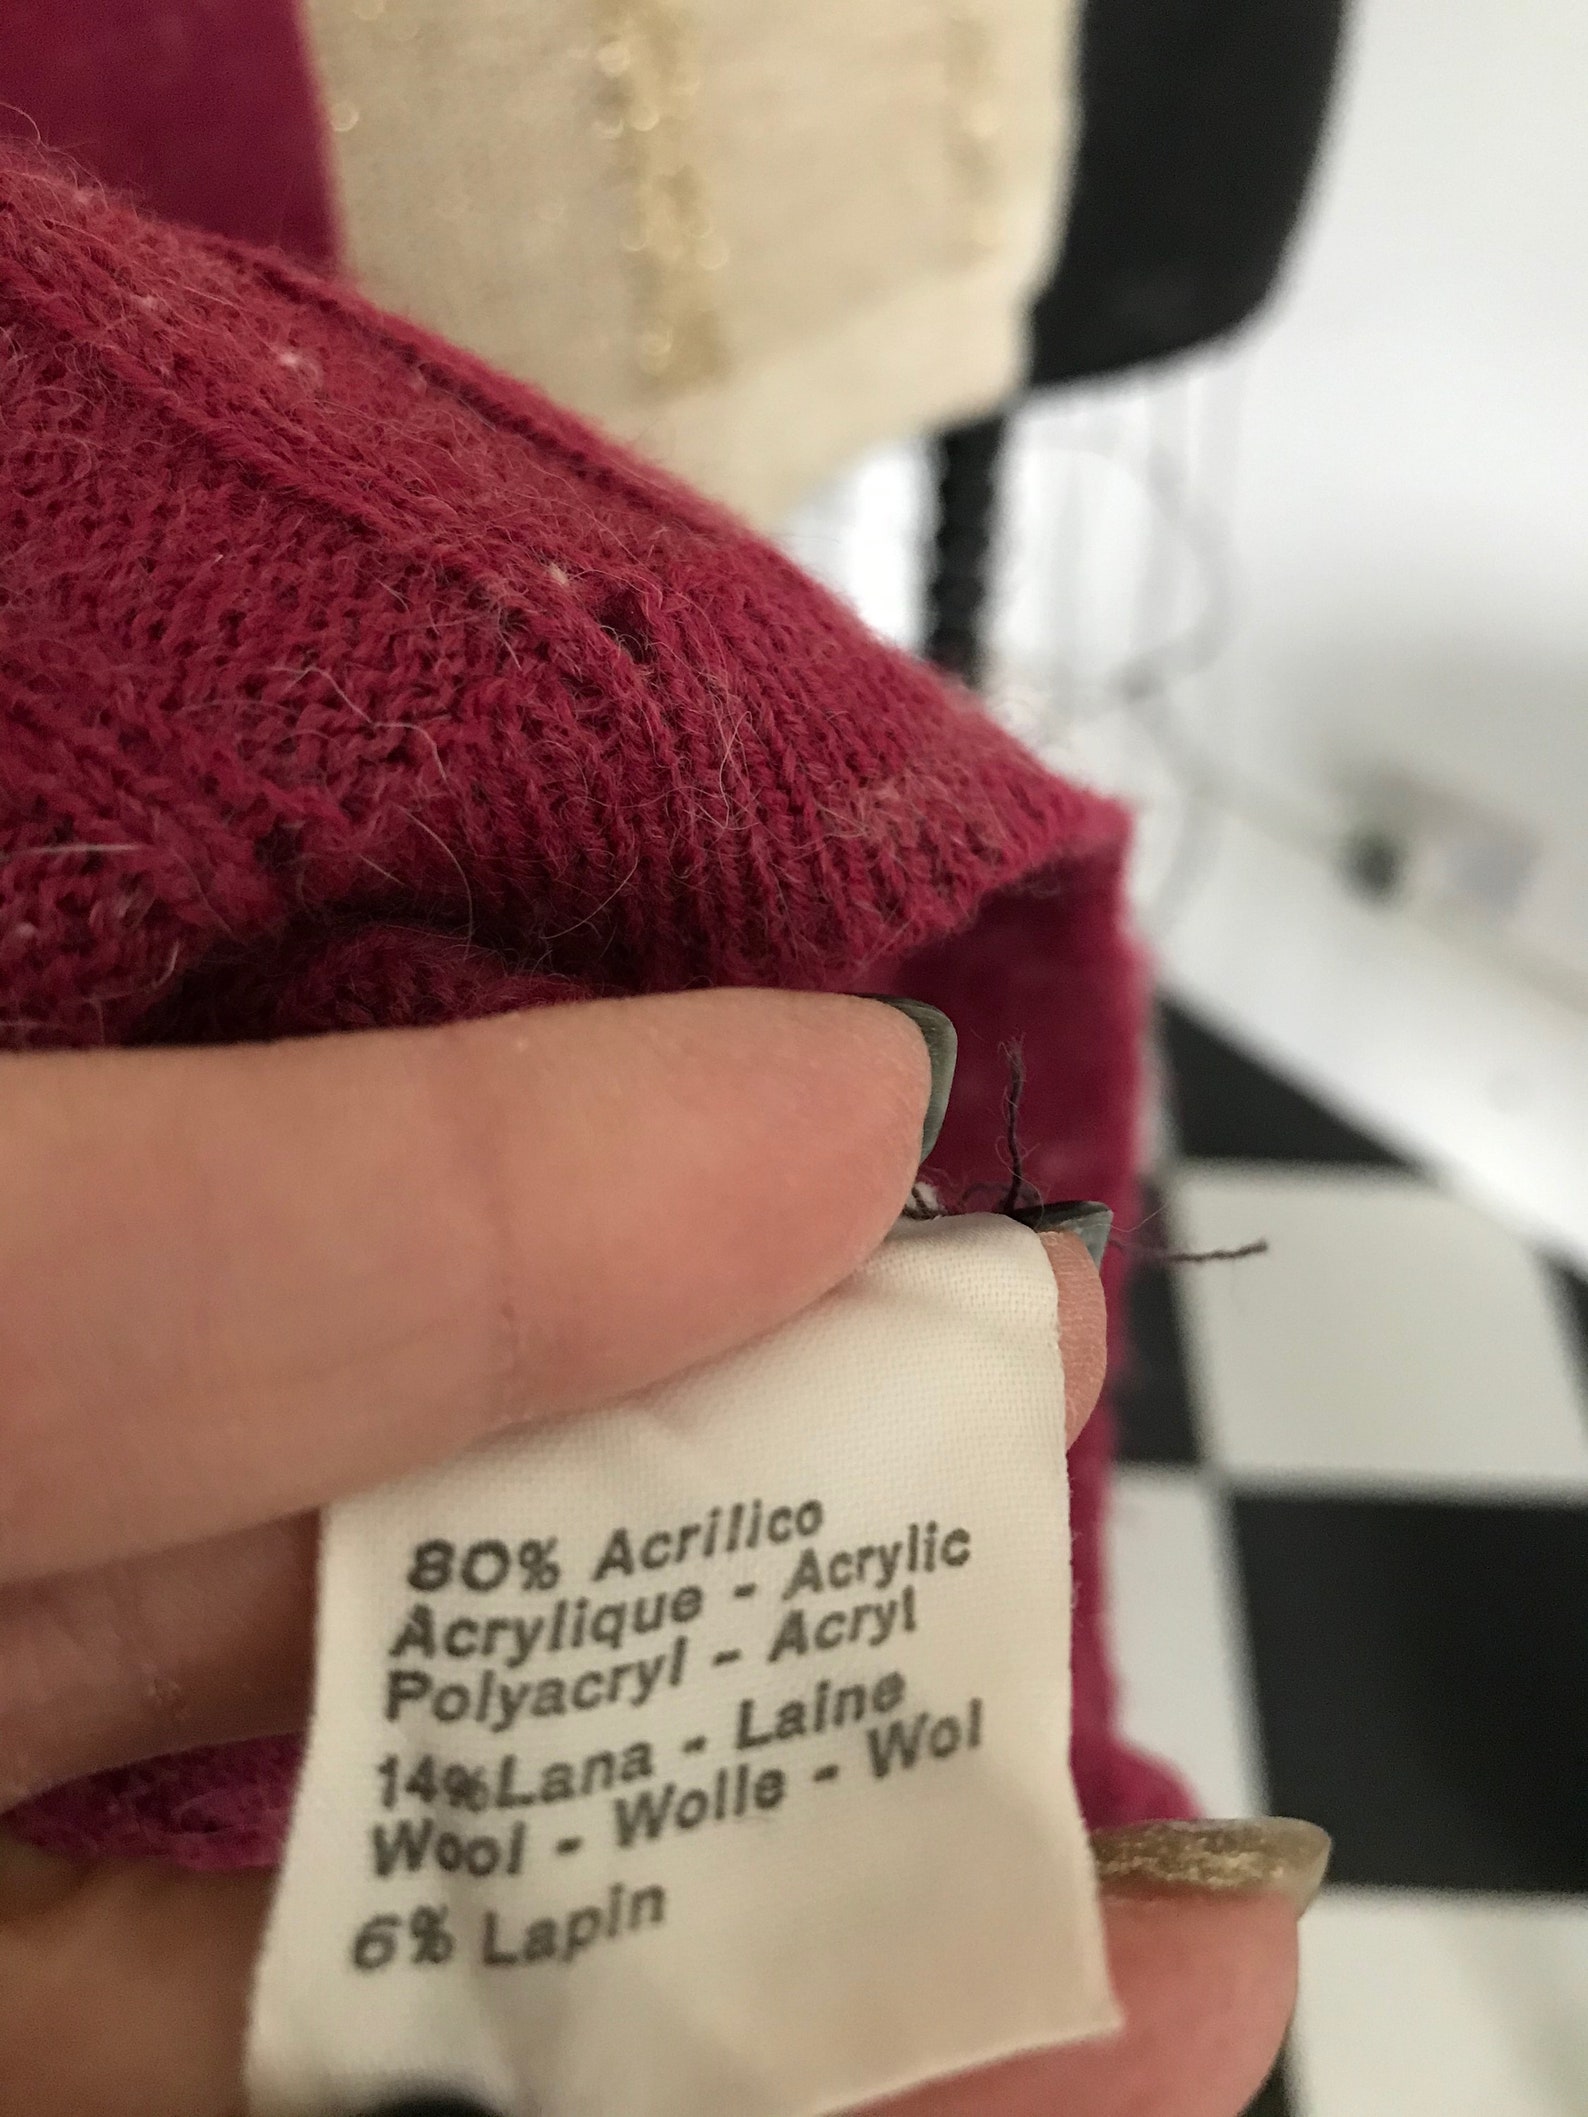 80% Acrilico
Acrylique - Acrylic
Polyacryl - Acryl
14%Lana - Laine
Wool - Wolle - Wol
6% Lapin